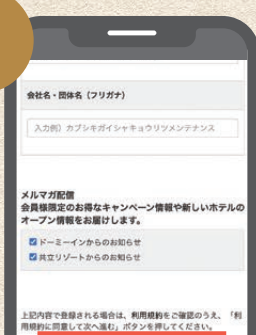 会社名・団体名（フリガナ）
入力例）カブシキガイシャキョウリツメンテナンス
メルマガ配信
会員様限定のお得なキャンペーン情報や新しいホテルの
オープン情報をお届けします。
ドーミーインからのお知らせ
共立リゾートからのお知らせ
上記内容で登録される場合は、利用規約をご確認のうえ、「利
用規約に同意して次へ進む」ボタンを押してください。